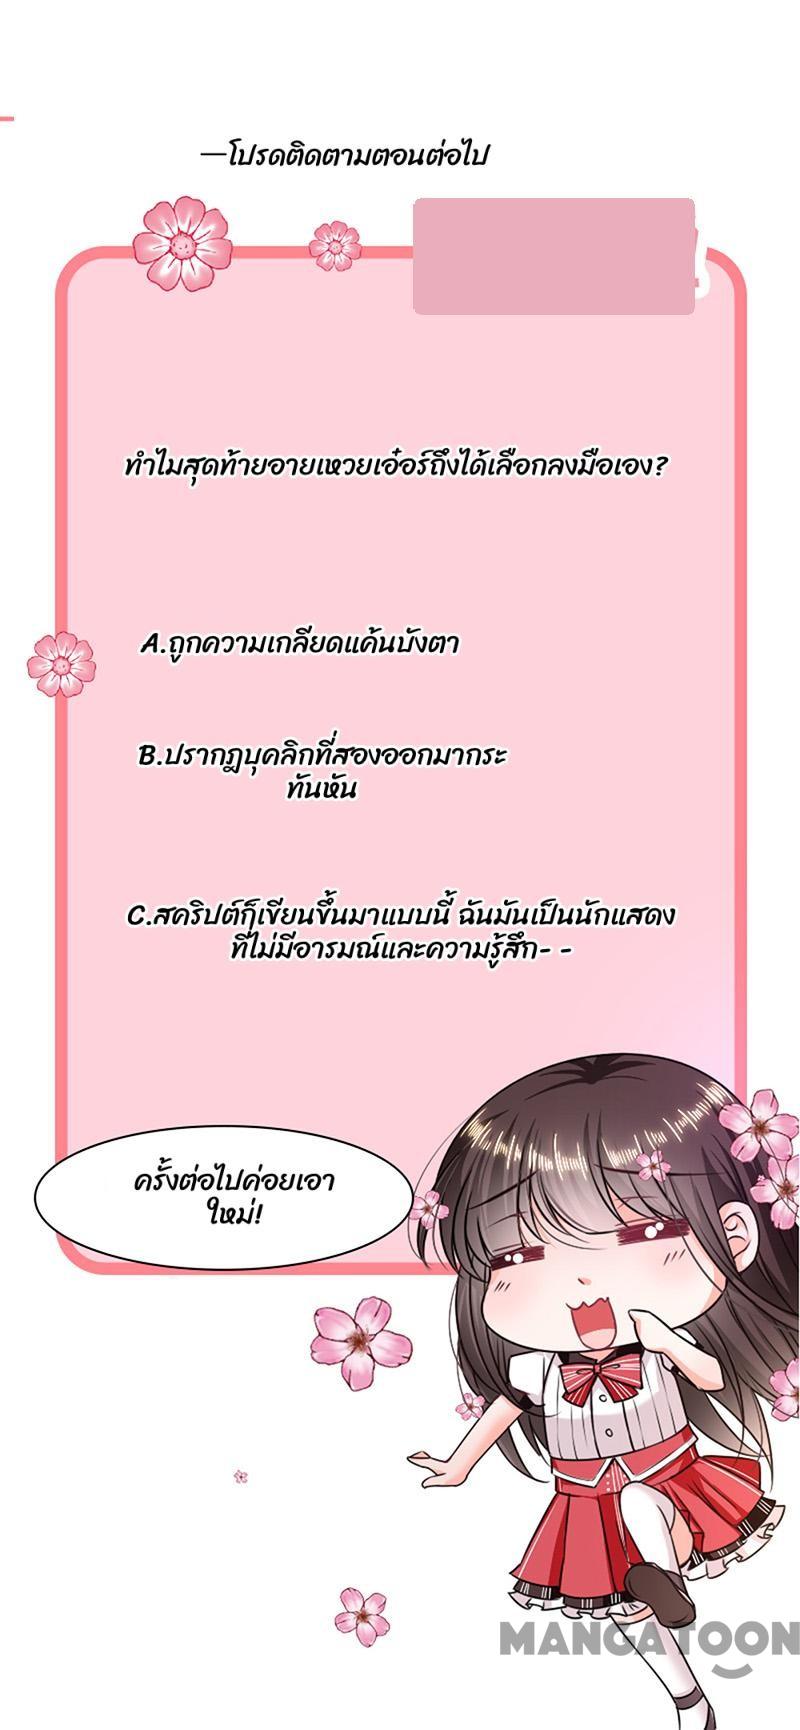 —โปรดติดตามตอนต่อไป
ทำไมสุดท้ายอายเหวยเอ๋อร์ถึงได้เลือกลงมือเอง?
A.ถูกความเกลียดแค้นบังตา
B.ปรากฎบุคลิกที่สองออกมากระ
ทันหัน
C.สคริปต์ก็เขียนขึ้นมาแบบนี้ ฉันมันเป็นนักแสดง
ที่ไม่มีอารมณ์และความรู้สึก- -
ครั้งต่อไปค่อยเอา
ใหม่!
MANGATOON